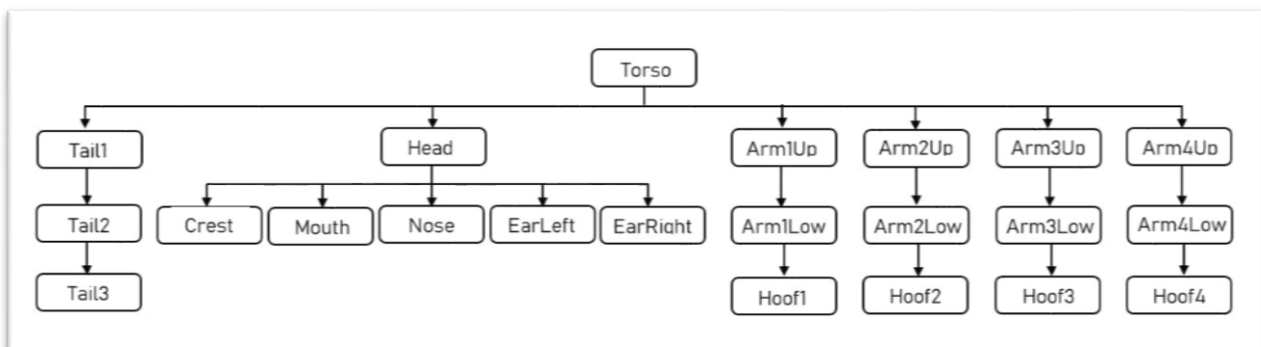 Torso
Tail1 Head Arm1Up Arm2Up Arm3Up Arm4Up
Tail2 Crest Mouth Nose EarLeft EarRight Arm1Low Arm2Low Arm3Low Arm4Low
Tail3 Hoof1 Hoof2 Hoof3 Hoof4